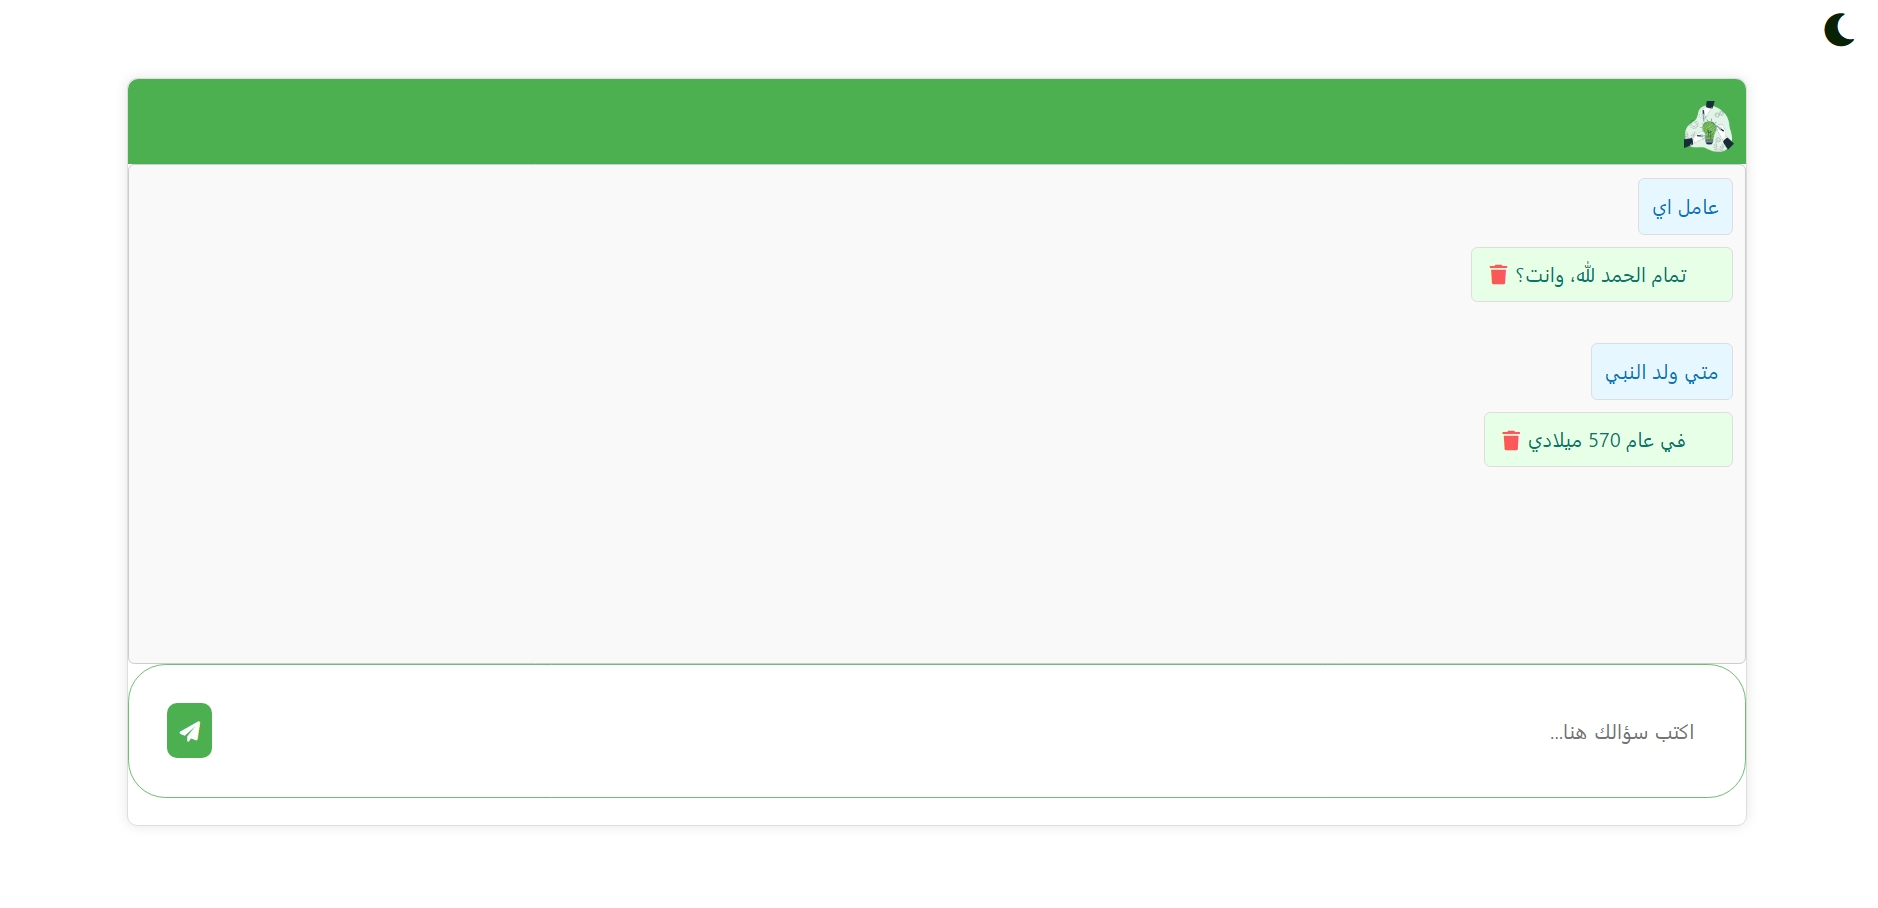 عامل اي
تمام الحمد لله، وانت؟
متي ولد النبي
في عام 570 ميلادي
اكتب سؤالك هنا...